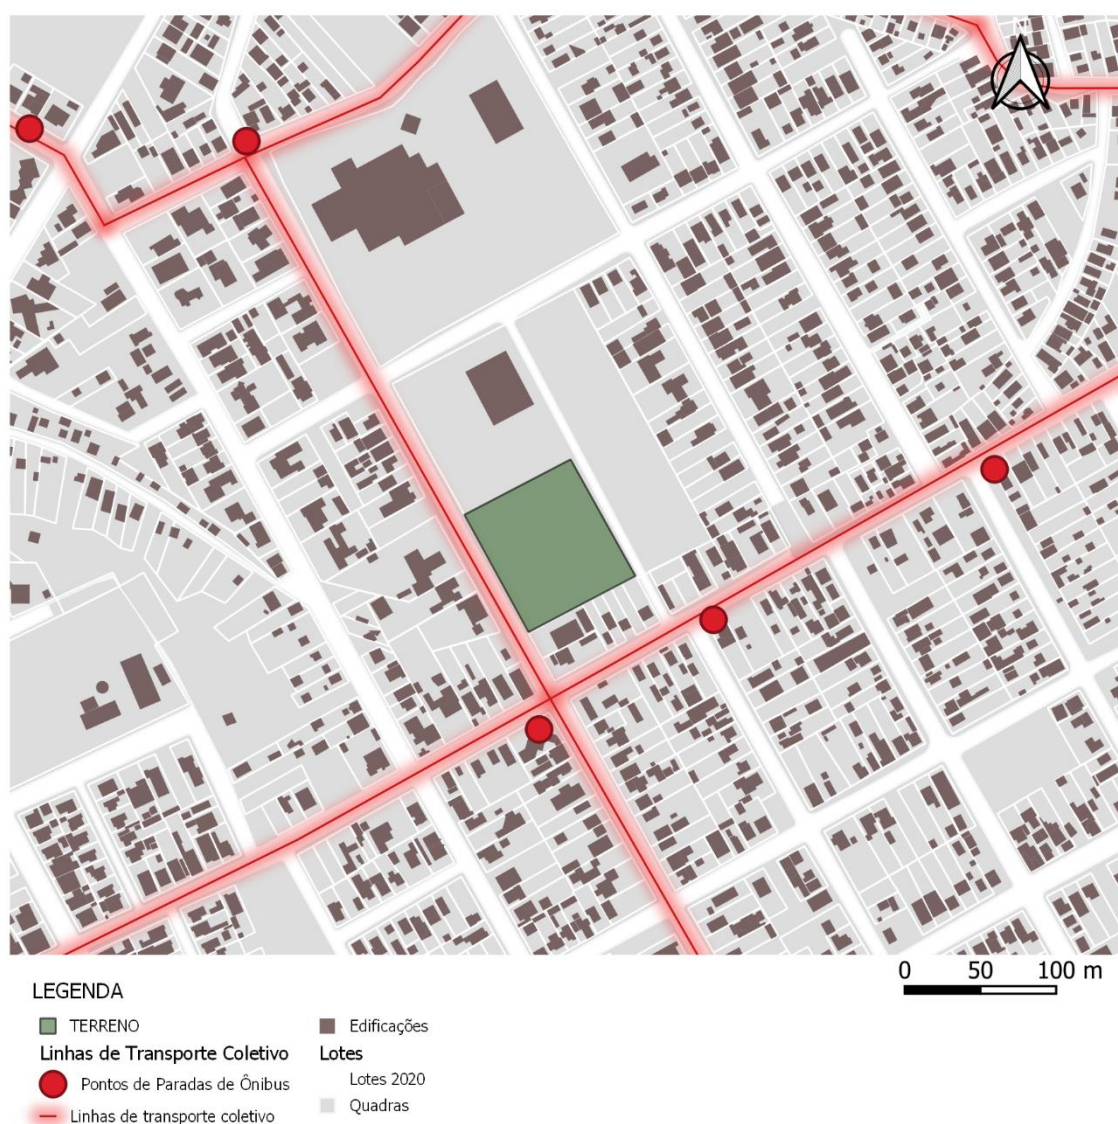 0 50 100 m
LEGENDA
TERRENO
Linhas de Transporte Coletivo
Pontos de Paradas de Ônibus
Linhas de transporte coletivo
Edificações
Lotes
Lotes 2020
Quadras